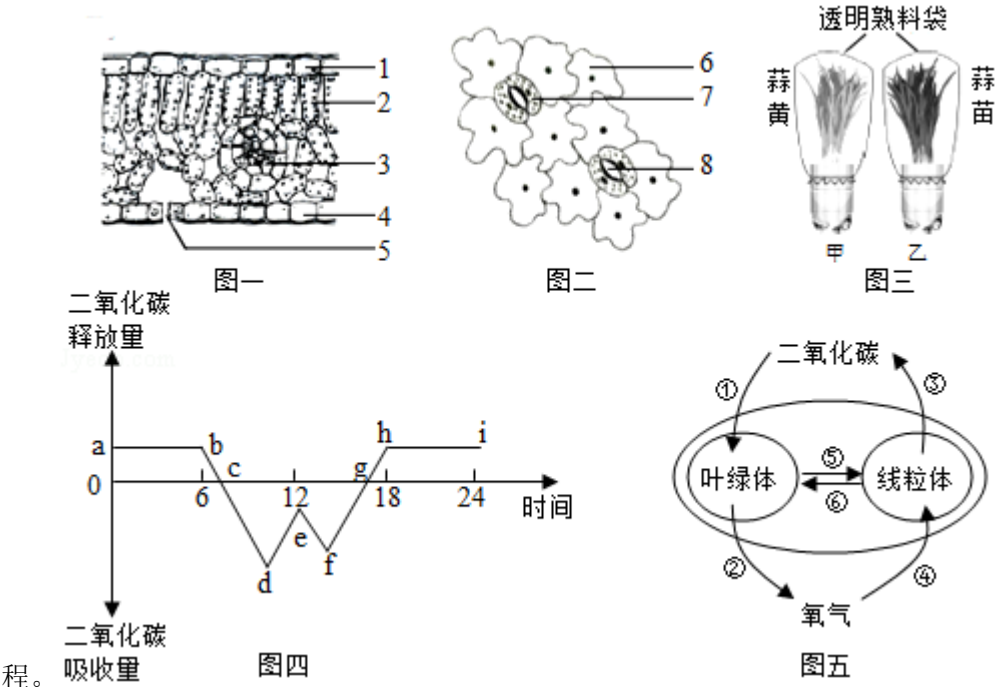 1
2
3
4
5
图一
6
7
8
图二
透明熟料袋
蒜黄
蒜苗
甲
乙
图三
二氧化碳
释放量
a
b
c
0
6
12
18
24
d
e
f
g
h
i
时间
二氧化碳
吸收量
图四
二氧化碳
①
③
叶绿体
⑤
⑥
线粒体
②
④
氧气
图五
程。